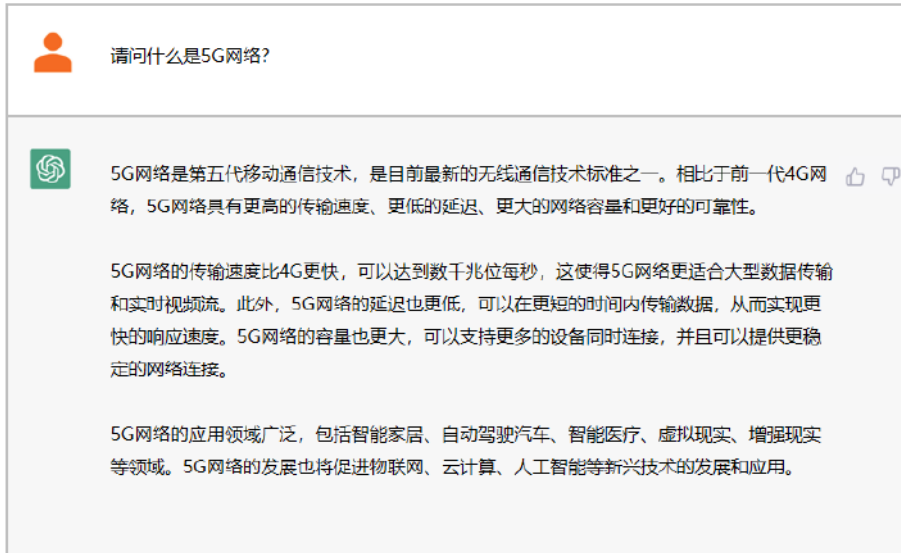 请问什么是5G网络?
5G网络是第五代移动通信技术，是目前最新的无线通信技术标准之一。相比于前一代4G网
络，5G网络具有更高的传输速度、更低的延迟、更大的网络容量和更好的可靠性。
5G网络的传输速度比4G更快，可以达到数千兆位每秒，这使得5G网络更适合大型数据传输
和实时视频流。此外，5G网络的延迟也更低，可以在更短的时间内传输数据，从而实现更
快的响应速度。5G网络的容量也更大，可以支持更多的设备同时连接，并且可以提供更稳
定的网络连接。
5G网络的应用领域广泛，包括智能家居、自动驾驶汽车、智能医疗、虚拟现实、增强现实
等领域。5G网络的发展也将促进物联网、云计算、人工智能等新兴技术的发展和应用。